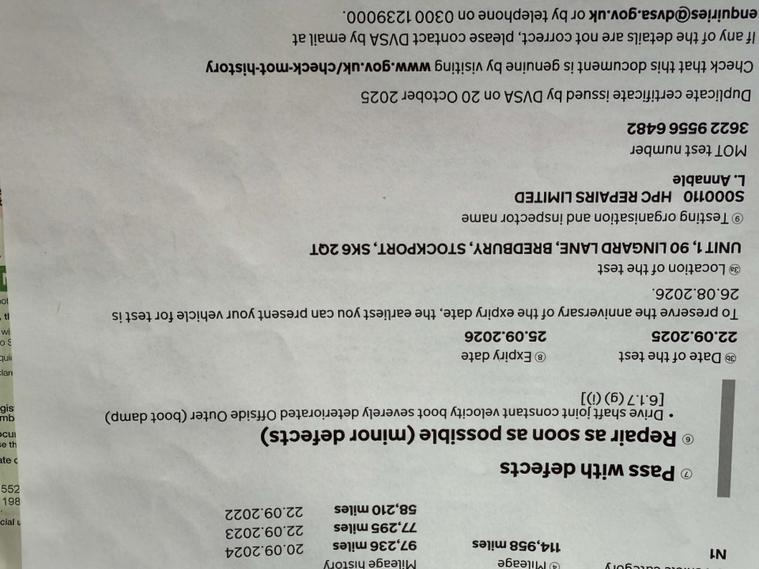 ④ Mileage
Mileage history
N1
114,958 miles
97,236 miles 20.09.2024
77,295 miles 22.09.2023
58,210 miles 22.09.2022
⑦ Pass with defects
⑥ Repair as soon as possible (minor defects)
• Drive shaft joint constant velocity boot severely deteriorated Offside Outer (boot damp)
[6.1.7 (g) (i)]
③b Date of the test
22.09.2025
⑧ Expiry date
25.09.2026
To preserve the anniversary of the expiry date, the earliest you can present your vehicle for test is
26.08.2026.
③a Location of the test
UNIT 1, 90 LINGARD LANE, BREDBURY, STOCKPORT, SK6 2QT
⑨ Testing organisation and inspector name
S000110 HPC REPAIRS LIMITED
L. Annable
MOT test number
3622 9556 6482
Duplicate certificate issued by DVSA on 20 October 2025
Check that this document is genuine by visiting www.gov.uk/check-mot-history
If any of the details are not correct, please contact DVSA by email at
enquiries@dvsa.gov.uk or by telephone on 0300 1239000.